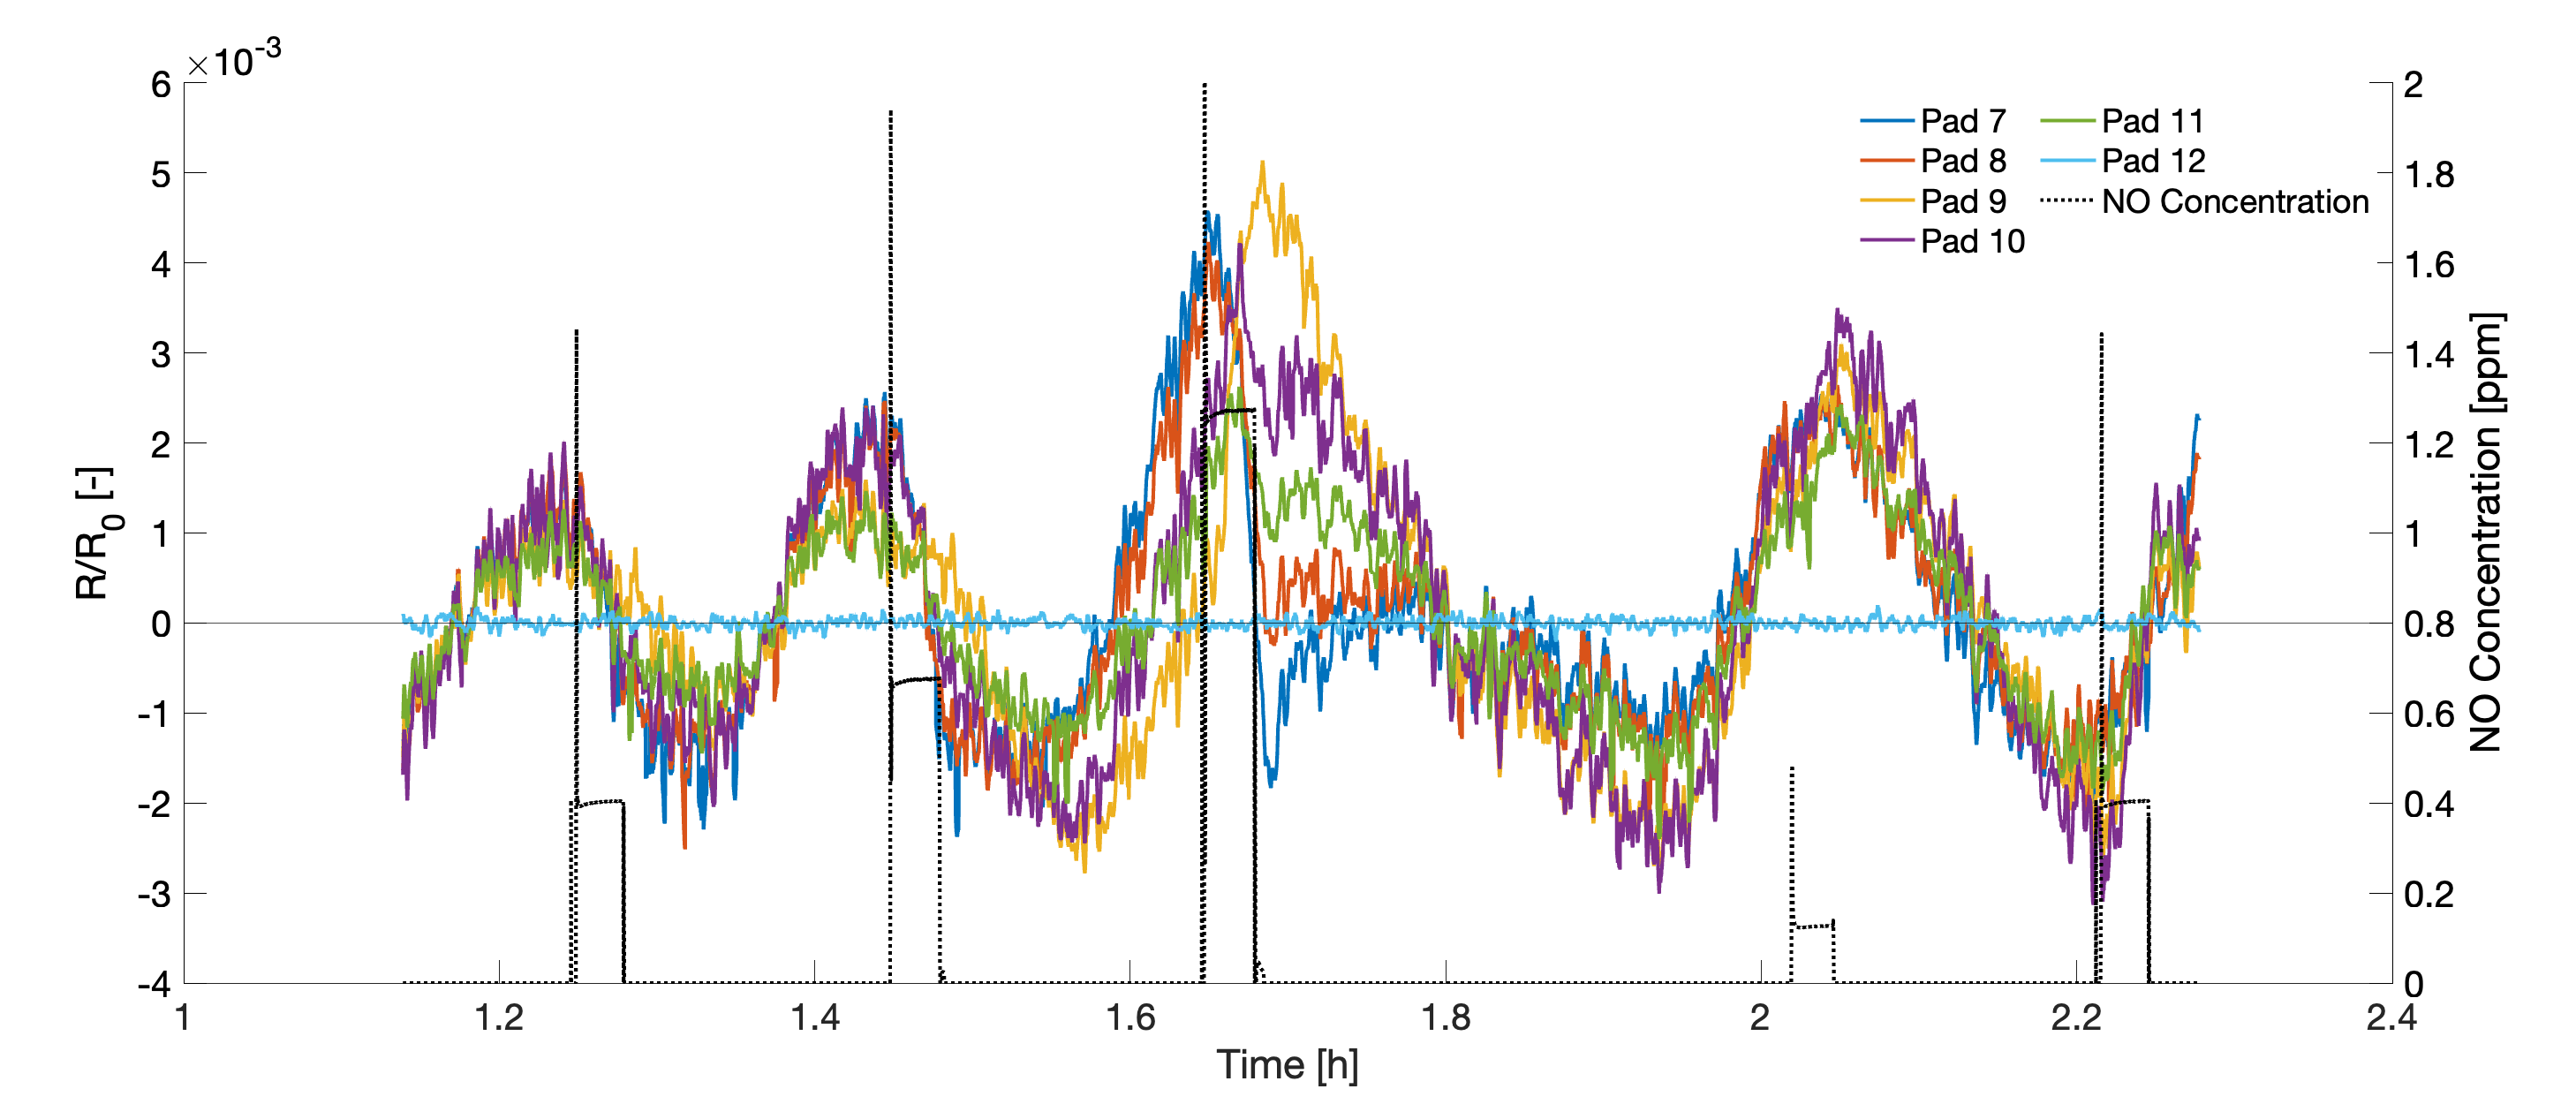 ×10⁻³
6
5
4
3
2
1
0
-1
-2
-3
-4
R/R₀ [-]
2
1.8
1.6
1.4
1.2
1
0.8
0.6
0.4
0.2
0
NO Concentration [ppm]
Pad 7
Pad 8
Pad 9
Pad 10
Pad 11
Pad 12
NO Concentration
1 1.2 1.4 1.6 1.8 2 2.2 2.4
Time [h]